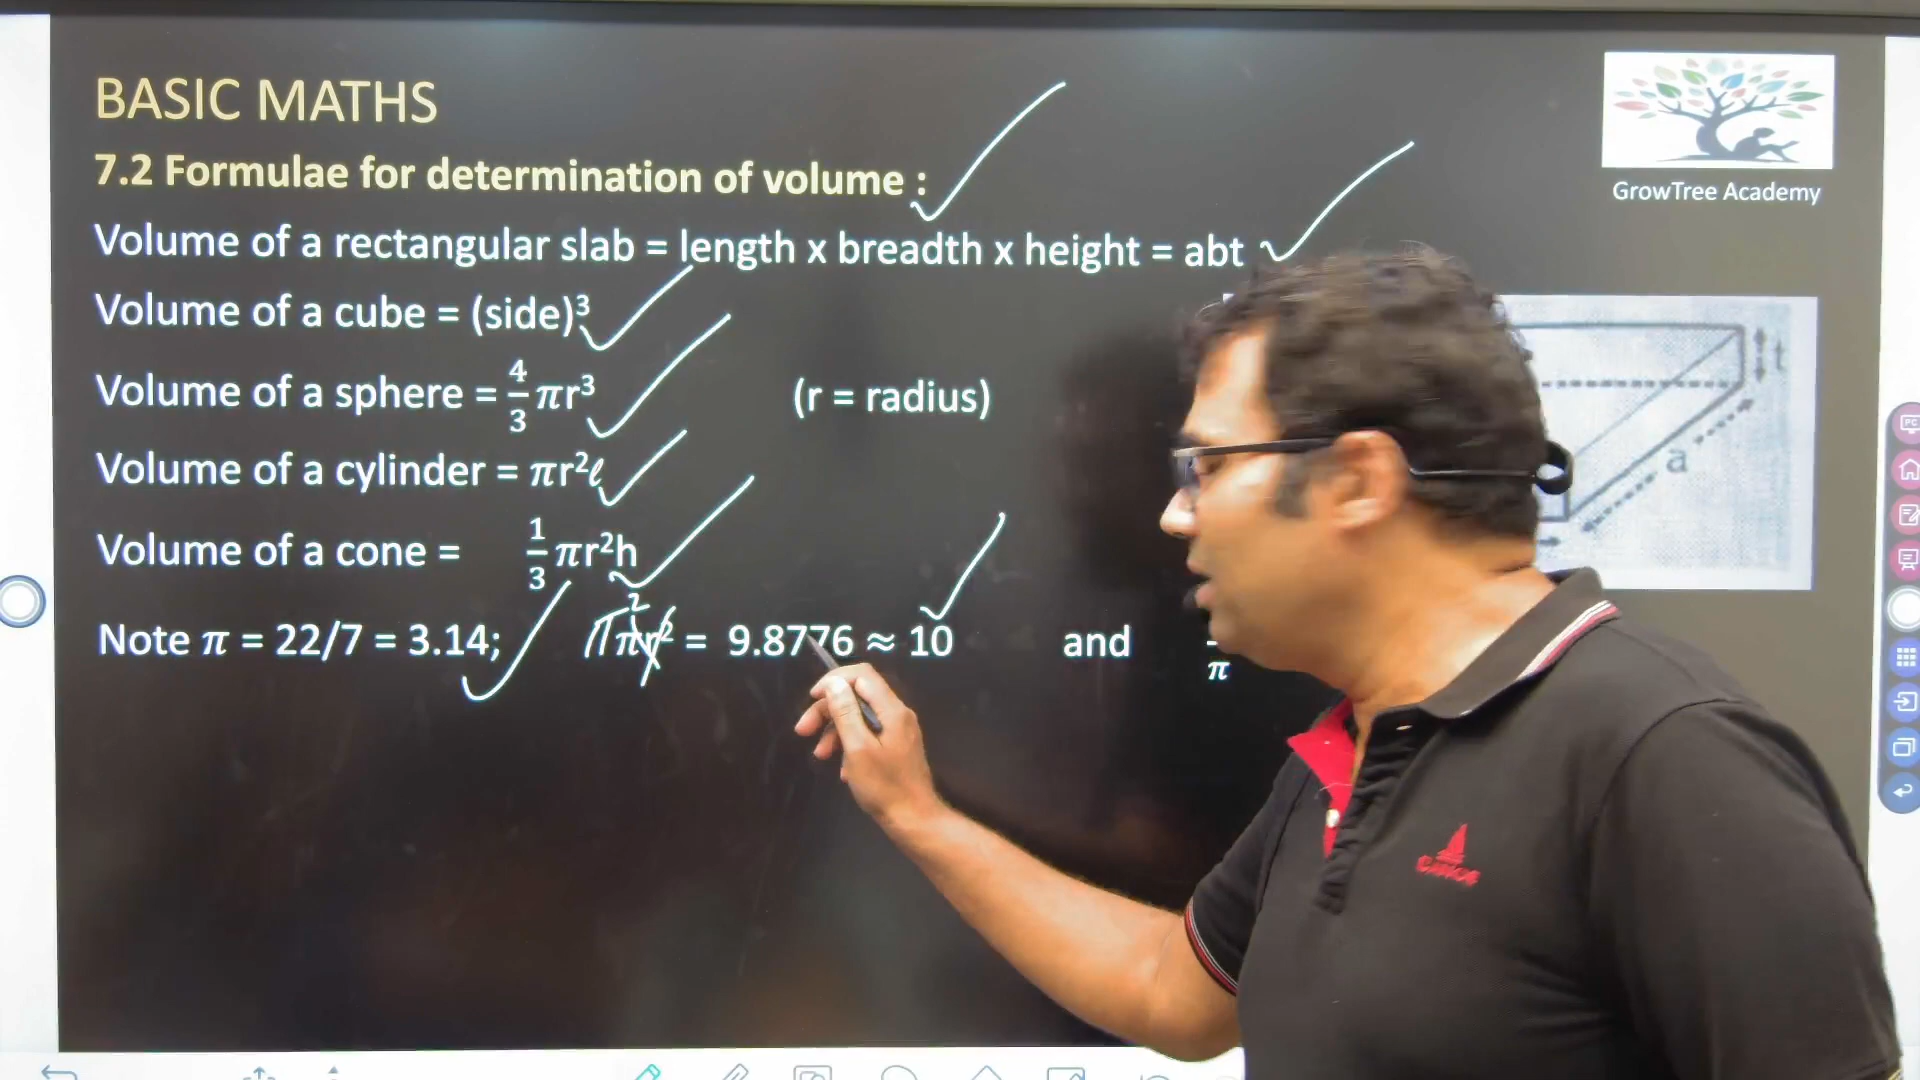 BASIC MATHS
GrowTree Academy
7.2 Formulae for determination of volume :
Volume of a rectangular slab = length x breadth x height = abt
Volume of a cube = (side)³
Volume of a sphere = 4/3 πr³ (r = radius)
Volume of a cylinder = πr²ℓ
Volume of a cone = 1/3 πr²h
Note π = 22/7 = 3.14; π² πr² = 9.8776 ≈ 10 and π
t
a
CANOE